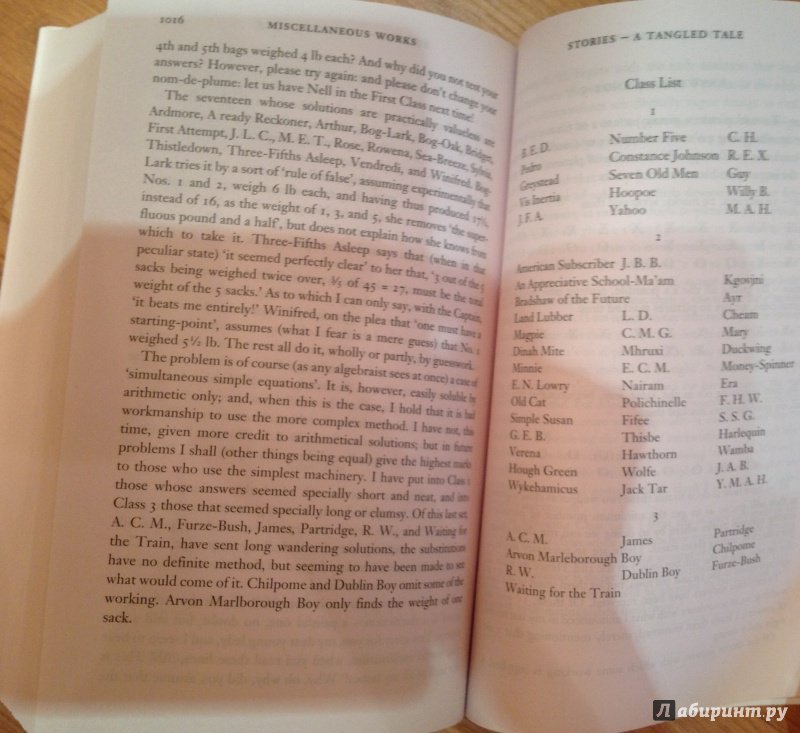 1016
MISCELLANEOUS WORKS
4th and 5th bags weighed 4 lb each? And why did you not test your
answers? However, please try again: and please don't change your
nom-de-plume: let us have Nell in the First Class next time!
The seventeen whose solutions are practically valueless are
Ardmore, A ready Reckoner, Arthur, Bog-Lark, Bog-Oak, Bridget,
First Attempt, J. L. C., M. E. T., Rose, Rowena, Sea-Breeze, Sylvia,
Thistledown, Three-Fifths Asleep, Vendredi, and Winifred. Bog-
Lark tries it by a sort of 'rule of false', assuming experimentally that
Nos. 1 and 2, weigh 6 lb each, and having thus produced 17½,
instead of 16, as the weight of 1, 3, and 5, she removes 'the super-
fluous pound and a half', but does not explain how she knows from
which to take it. Three-Fifths Asleep says that (when in that
peculiar state) 'it seemed perfectly clear' to her that, '3 out of the 5
sacks being weighed twice over, ⅗ of 45 = 27, must be the total
weight of the 5 sacks.' As to which I can only say, with the Captain,
'it beats me entirely!' Winifred, on the plea that 'one must have a
starting-point', assumes (what I fear is a mere guess) that No. 1
weighed 5½ lb. The rest all do it, wholly or partly, by guesswork.
The problem is of course (as any algebraist sees at once) a case of
'simultaneous simple equations'. It is, however, easily soluble by
arithmetic only; and, when this is the case, I hold that it is bad
workmanship to use the more complex method. I have not, this
time, given more credit to arithmetical solutions; but in future
problems I shall (other things being equal) give the highest marks
to those who use the simplest machinery. I have put into Class 1
those whose answers seemed specially short and neat, and into
Class 3 those that seemed specially long or clumsy. Of this last set,
A. C. M., Furze-Bush, James, Partridge, R. W., and Waiting for
the Train, have sent long wandering solutions, the substitutions
have no definite method, but seeming to have been made to see
what would come of it. Chilpome and Dublin Boy omit some of the
working. Arvon Marlborough Boy only finds the weight of one
sack.
STORIES – A TANGLED TALE
Class List
1
B. E. D. Number Five C. H.
Pedro Constance Johnson R. E. X.
Greystead Seven Old Men Guy
Vis Inertia Hoopoe Willy B.
J. F. A. Yahoo M. A. H.
2
American Subscriber J. B. B.
An Appreciative School-Ma'am Kgovjni
Bradshaw of the Future Ayr
Land Lubber L. D. Cheam
Magpie C. M. G. Mary
Dinah Mite Mhruxi Duckwing
Minnie E. C. M. Money-Spinner
E. N. Lowry Nairam Era
Old Cat Polichinelle F. H. W.
Simple Susan Fifee S. S. G.
G. E. B. Thisbe Harlequin
Verena Hawthorn Wamba
Hough Green Wolfe J. A. B.
Wykehamicus Jack Tar Y. M. A. H.
3
A. C. M. James Partridge
Arvon Marleborough Boy Chilpome
R. W. Dublin Boy Furze-Bush
Waiting for the Train
Лабиринт.ру